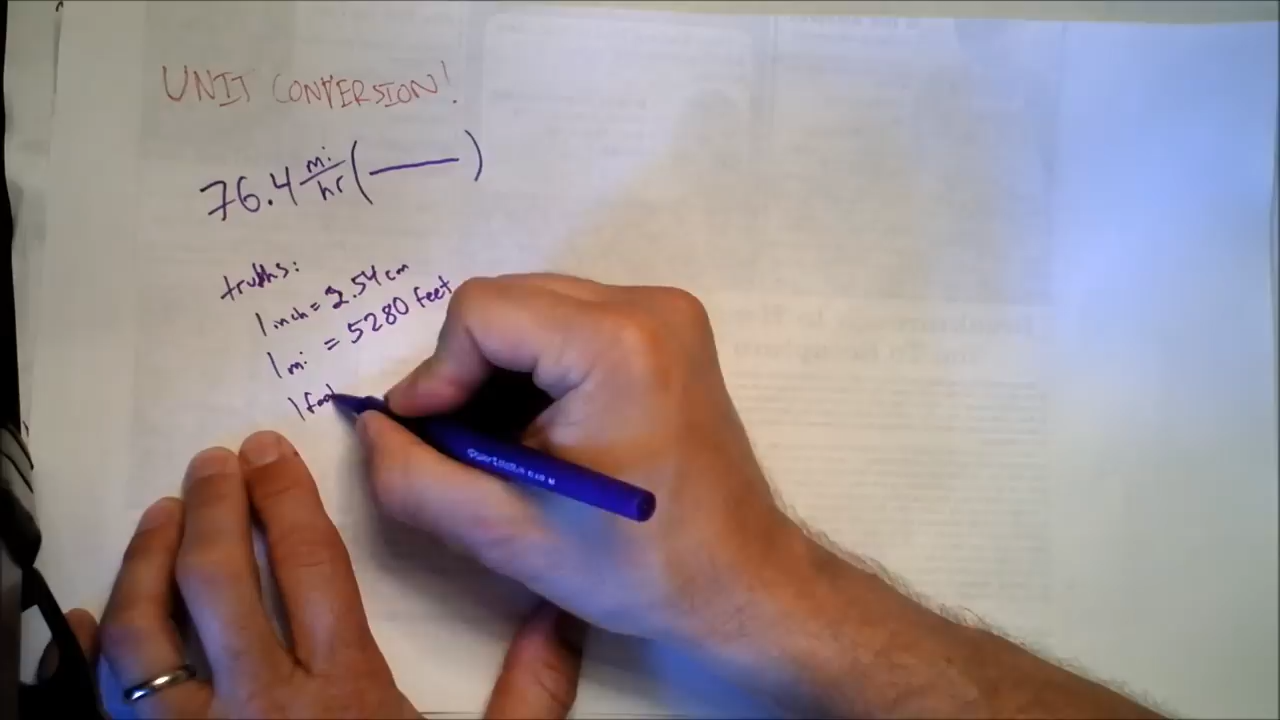 UNIT CONVERSION!
76.4 mi/hr (—)
truths:
1 inch = 2.54 cm
1 mi = 5280 feet
1 foot